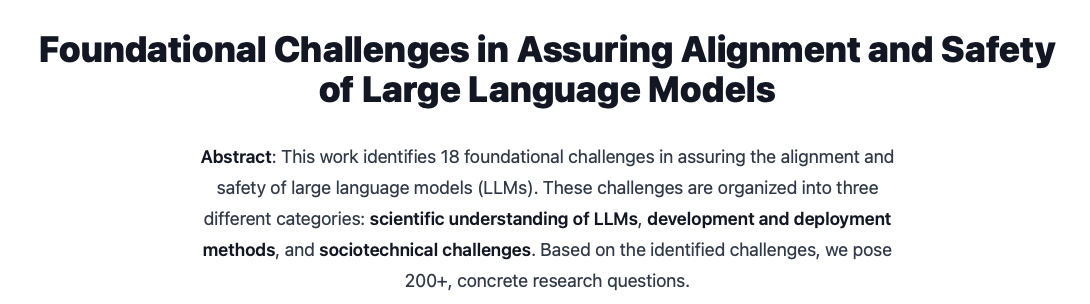 Foundational Challenges in Assuring Alignment and Safety
of Large Language Models
Abstract: This work identifies 18 foundational challenges in assuring the alignment and
safety of large language models (LLMs). These challenges are organized into three
different categories: scientific understanding of LLMs, development and deployment
methods, and sociotechnical challenges. Based on the identified challenges, we pose
200+, concrete research questions.